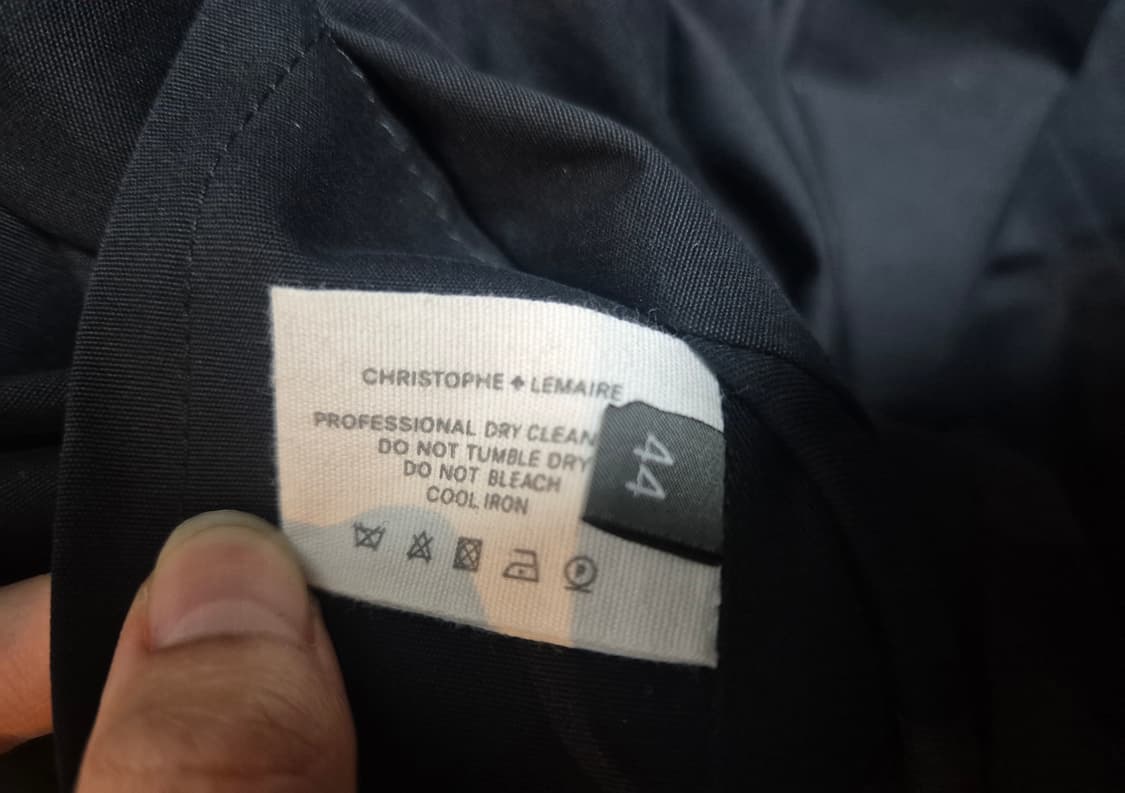 CHRISTOPHE ✦ LEMAIRE
PROFESSIONAL DRY CLEAN
DO NOT TUMBLE DRY
DO NOT BLEACH
COOL IRON
P
44